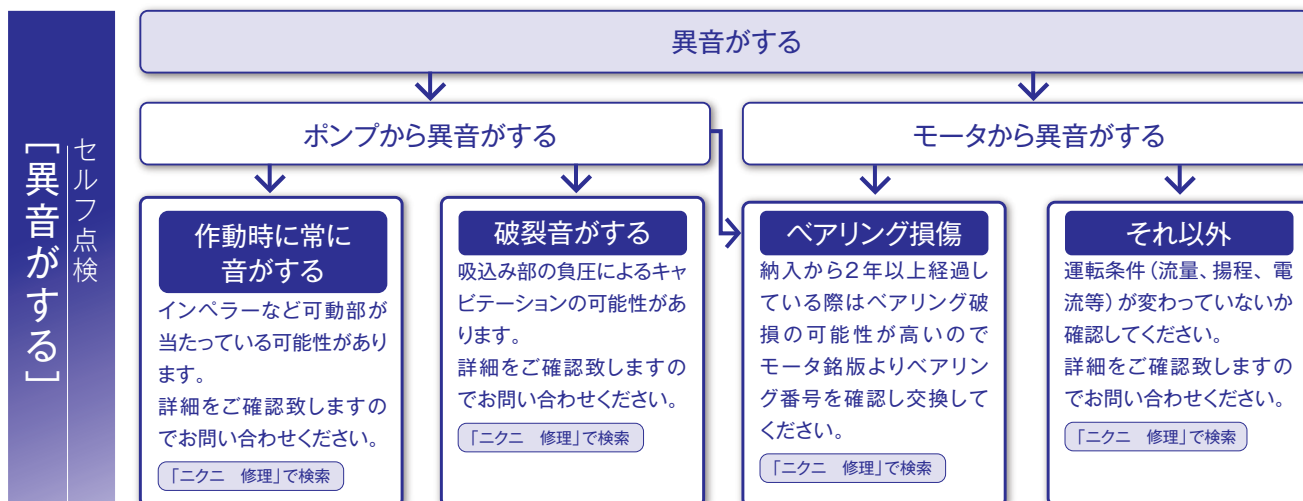 セルフ点検
[異音がする]
異音がする
ポンプから異音がする
モータから異音がする
作動時に常に
音がする
インペラーなど可動部が
当たっている可能性があり
ます。
詳細をご確認致しますの
でお問い合わせください。
「ニクニ　修理」で検索
破裂音がする
吸込み部の負圧によるキャ
ビテーションの可能性があ
ります。
詳細をご確認致しますの
でお問い合わせください。
「ニクニ　修理」で検索
ベアリング損傷
納入から2年以上経過し
ている際はベアリング破
損の可能性が高いので
モータ銘版よりベアリン
グ番号を確認し交換して
ください。
「ニクニ　修理」で検索
それ以外
運転条件(流量、揚程、電
流等)が変わっていないか
確認してください。
詳細をご確認致しますの
でお問い合わせください。
「ニクニ　修理」で検索